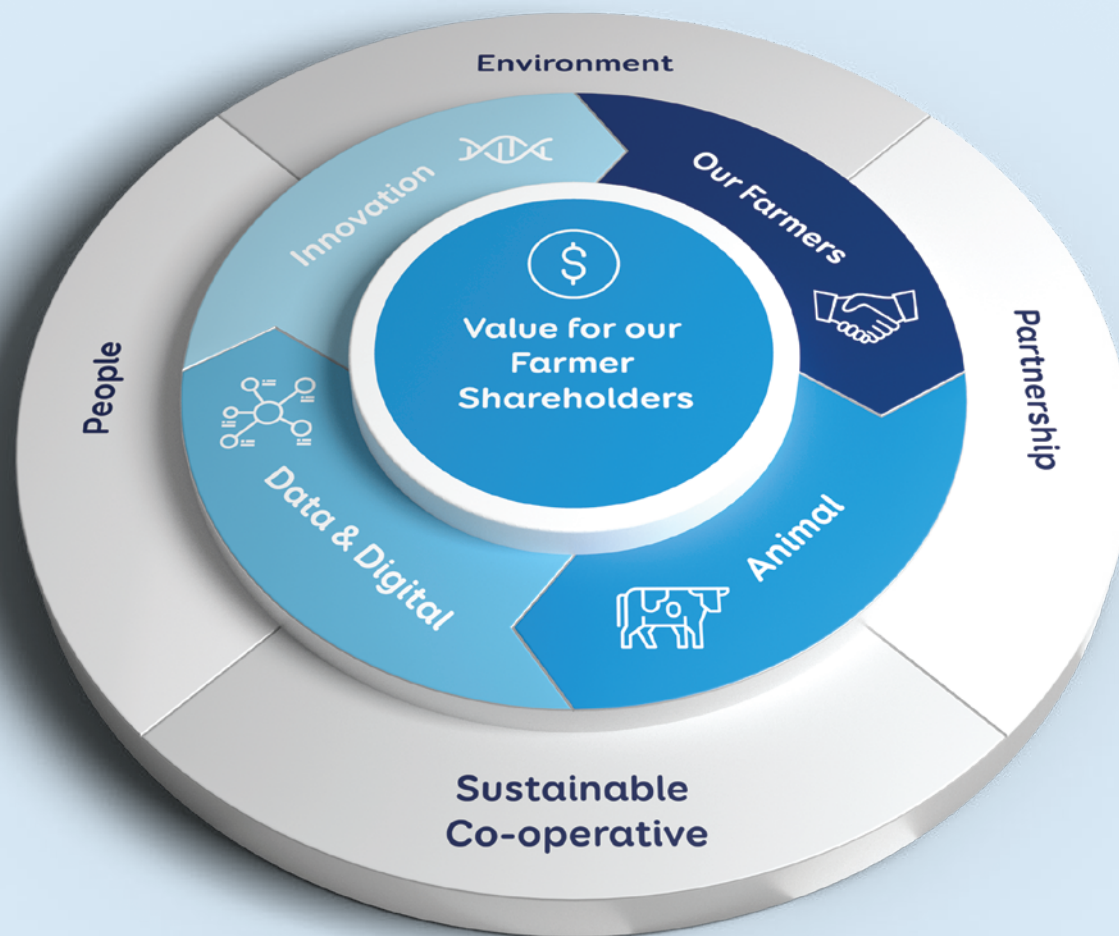 Environment
Innovation
Our Farmers
$
Value for our
Farmer
Shareholders
People
Partnership
Data & Digital
Animal
Sustainable
Co-operative